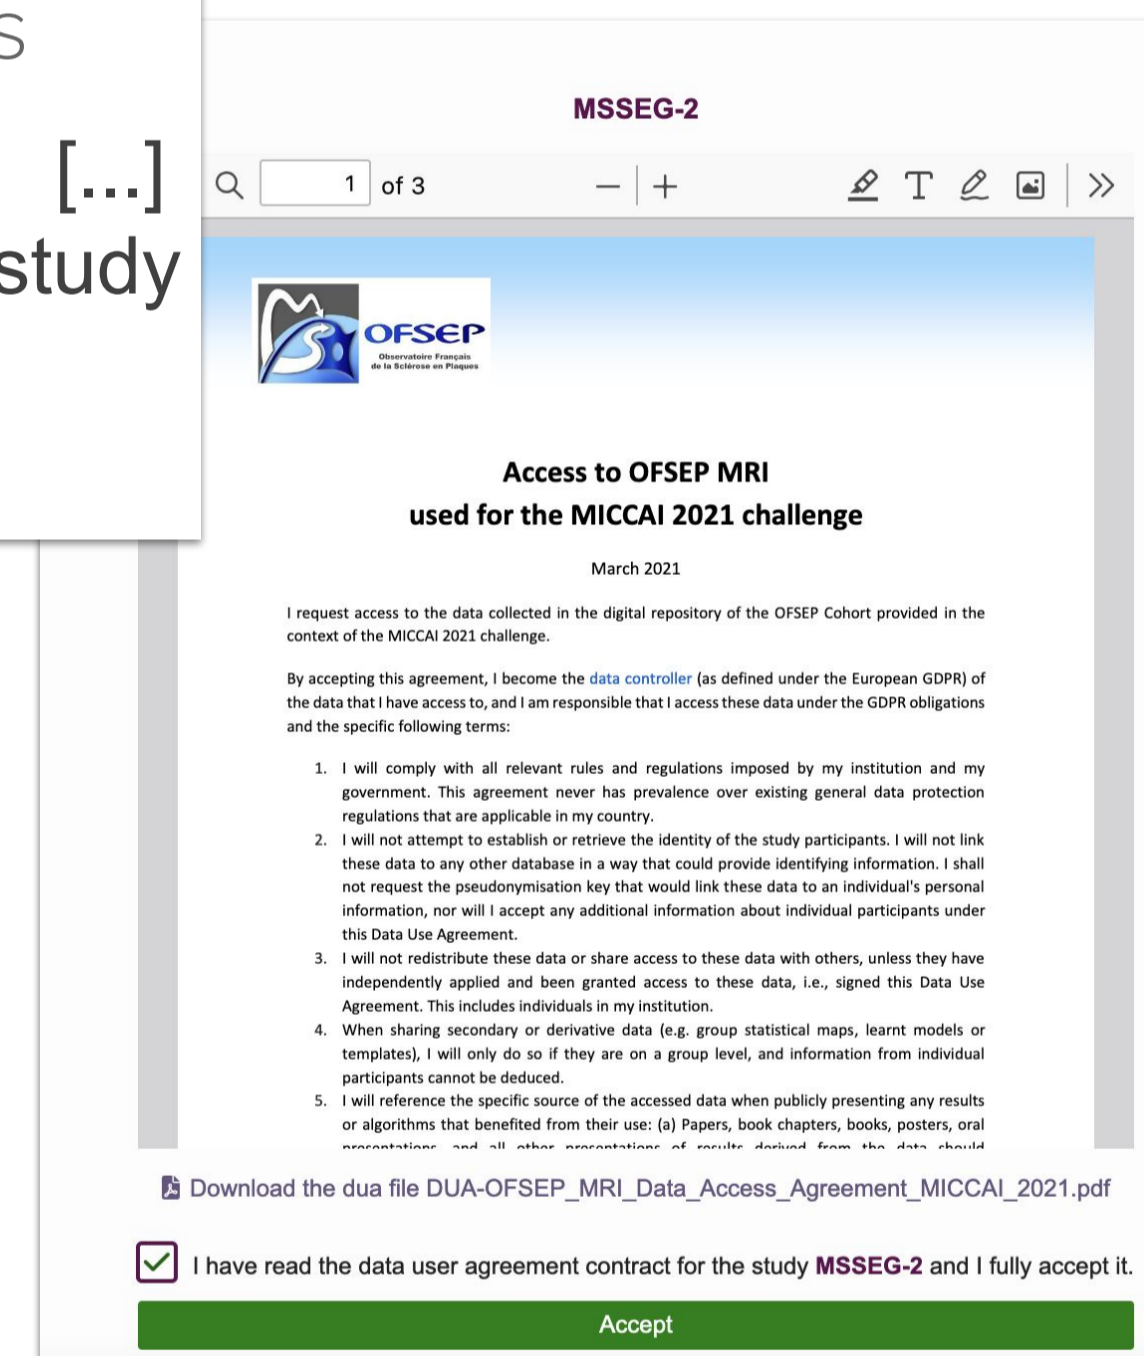 s
[...]
study
MSSEG-2
1 of 3
OFSEP
Observatoire Français
de la Sclérose en Plaques
Access to OFSEP MRI
used for the MICCAI 2021 challenge
March 2021
I request access to the data collected in the digital repository of the OFSEP Cohort provided in the
context of the MICCAI 2021 challenge.
By accepting this agreement, I become the data controller (as defined under the European GDPR) of
the data that I have access to, and I am responsible that I access these data under the GDPR obligations
and the specific following terms:
1. I will comply with all relevant rules and regulations imposed by my institution and my
government. This agreement never has prevalence over existing general data protection
regulations that are applicable in my country.
2. I will not attempt to establish or retrieve the identity of the study participants. I will not link
these data to any other database in a way that could provide identifying information. I shall
not request the pseudonymisation key that would link these data to an individual's personal
information, nor will I accept any additional information about individual participants under
this Data Use Agreement.
3. I will not redistribute these data or share access to these data with others, unless they have
independently applied and been granted access to these data, i.e., signed this Data Use
Agreement. This includes individuals in my institution.
4. When sharing secondary or derivative data (e.g. group statistical maps, learnt models or
templates), I will only do so if they are on a group level, and information from individual
participants cannot be deduced.
5. I will reference the specific source of the accessed data when publicly presenting any results
or algorithms that benefited from their use: (a) Papers, book chapters, books, posters, oral
presentations, and all other presentations of results derived from the data should
Download the dua file DUA-OFSEP_MRI_Data_Access_Agreement_MICCAI_2021.pdf
I have read the data user agreement contract for the study MSSEG-2 and I fully accept it.
Accept